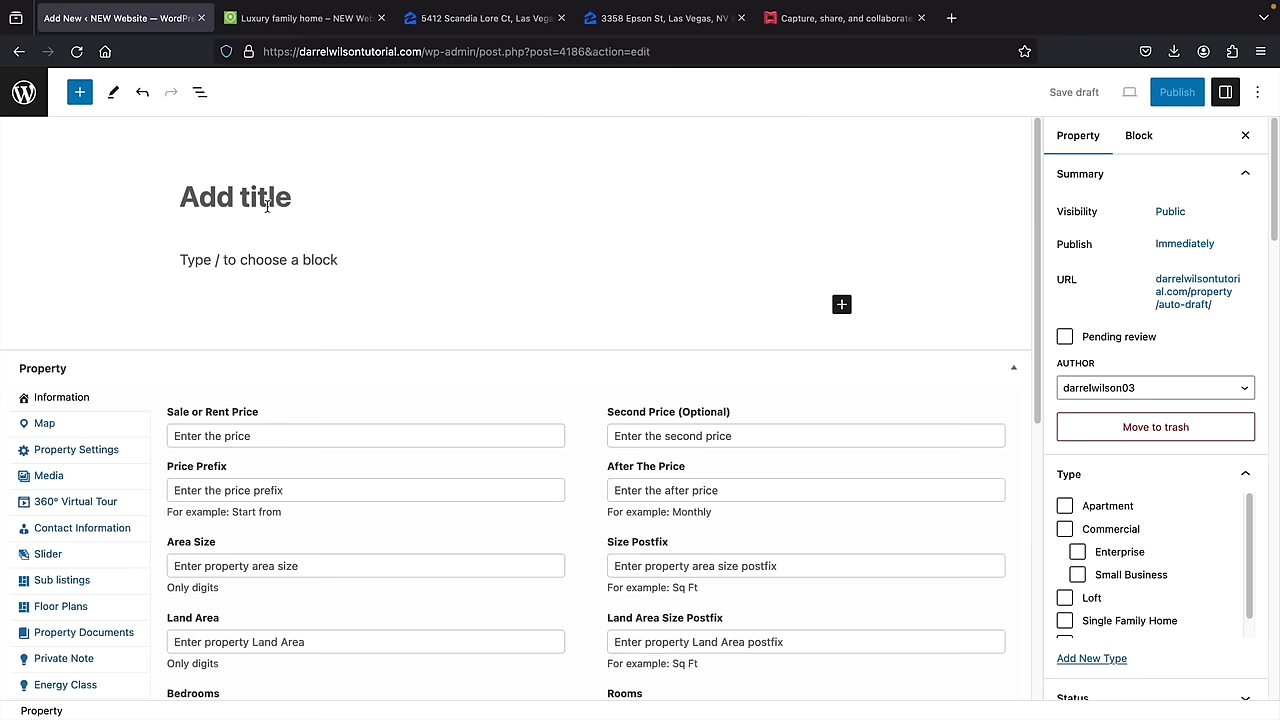 Add New ‹ NEW Website — WordPr
Luxury family home – NEW Web
5412 Scandia Lore Ct, Las Vega
3358 Epson St, Las Vegas, NV
Capture, share, and collaborate
https://darrelwilsontutorial.com/wp-admin/post.php?post=4186&action=edit
Save draft
Publish
Add title
Type / to choose a block
Property
Information
Map
Property Settings
Media
360° Virtual Tour
Contact Information
Slider
Sub listings
Floor Plans
Property Documents
Private Note
Energy Class
Sale or Rent Price
Enter the price
Second Price (Optional)
Enter the second price
Price Prefix
Enter the price prefix
For example: Start from
After The Price
Enter the after price
For example: Monthly
Area Size
Enter property area size
Only digits
Size Postfix
Enter property area size postfix
For example: Sq Ft
Land Area
Enter property Land Area
Only digits
Land Area Size Postfix
Enter property Land Area postfix
For example: Sq Ft
Bedrooms
Rooms
Property
Property
Block
Summary
Visibility
Public
Publish
Immediately
URL
darrelwilsontutori
al.com/property
/auto-draft/
Pending review
AUTHOR
darrelwilson03
Move to trash
Type
Apartment
Commercial
Enterprise
Small Business
Loft
Single Family Home
Add New Type
Status